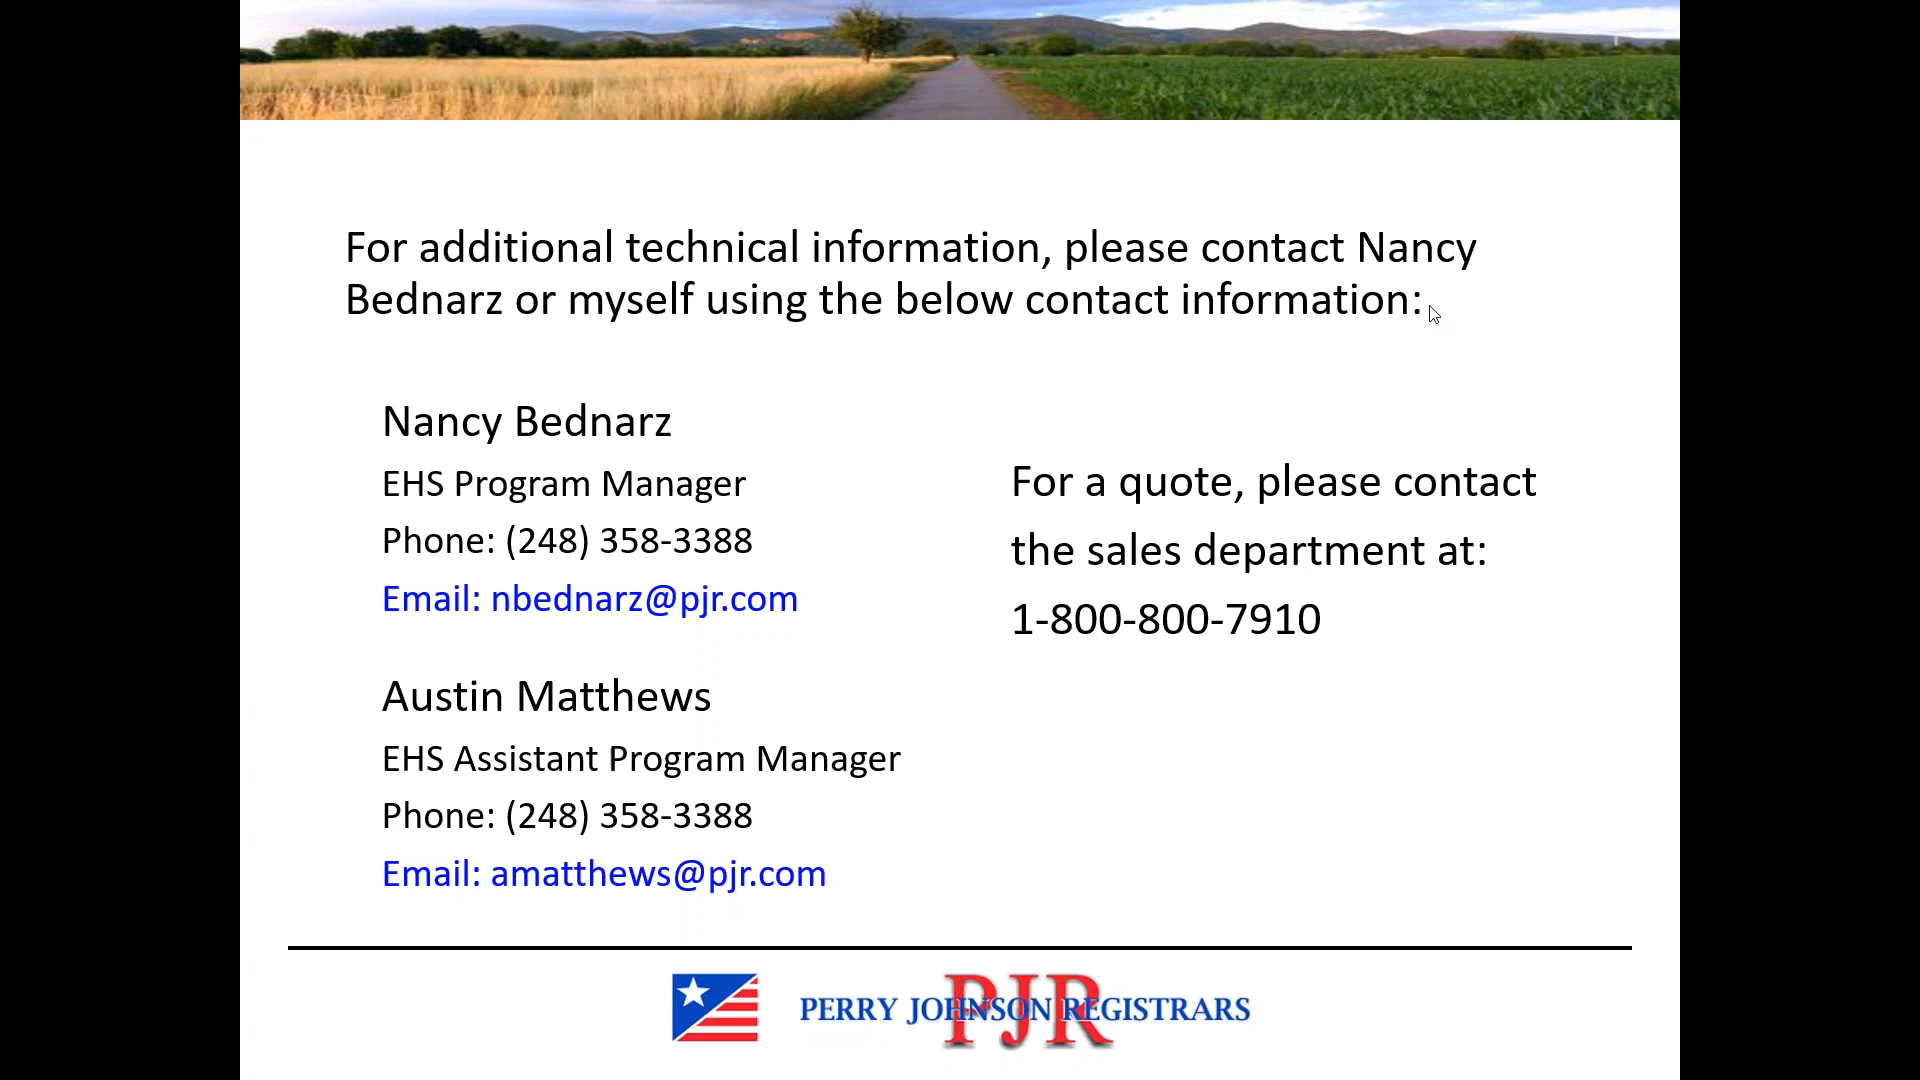 For additional technical information, please contact Nancy
Bednarz or myself using the below contact information:
Nancy Bednarz
EHS Program Manager
Phone: (248) 358-3388
Email: nbednarz@pjr.com
Austin Matthews
EHS Assistant Program Manager
Phone: (248) 358-3388
Email: amatthews@pjr.com
For a quote, please contact
the sales department at:
1-800-800-7910
PJR
PERRY JOHNSON REGISTRARS